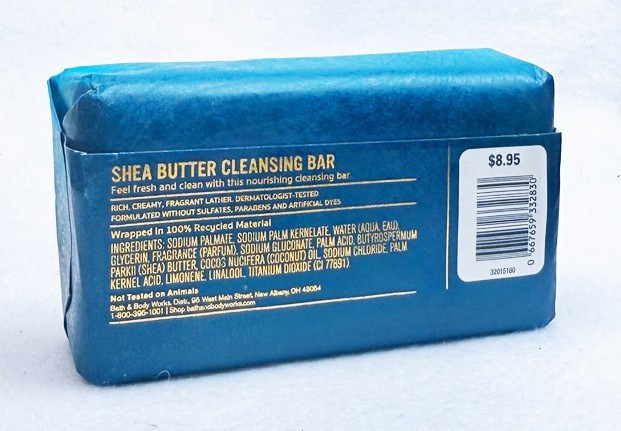 SHEA BUTTER CLEANSING BAR
Feel fresh and clean with this nourishing cleansing bar
RICH, CREAMY, FRAGRANT LATHER. DERMATOLOGIST-TESTED
FORMULATED WITHOUT SULFATES, PARABENS AND ARTIFICIAL DYES
Wrapped in 100% Recycled Material
INGREDIENTS: SODIUM PALMATE, SODIUM PALM KERNELATE, WATER (AQUA, EAU),
GLYCERIN, FRAGRANCE (PARFUM), SODIUM GLUCONATE, PALM ACID, BUTYROSPERMUM
PARKII (SHEA) BUTTER, COCOS NUCIFERA (COCONUT) OIL, SODIUM CHLORIDE, PALM
KERNEL ACID, LIMONENE, LINALOOL, TITANIUM DIOXIDE (CI 77891).
Not Tested on Animals
Bath & Body Works, Distr., 95 West Main Street, New Albany, OH 43054
1-800-395-1001 | Shop bathandbodyworks.com
$8.95
0 667659 332830
32015180